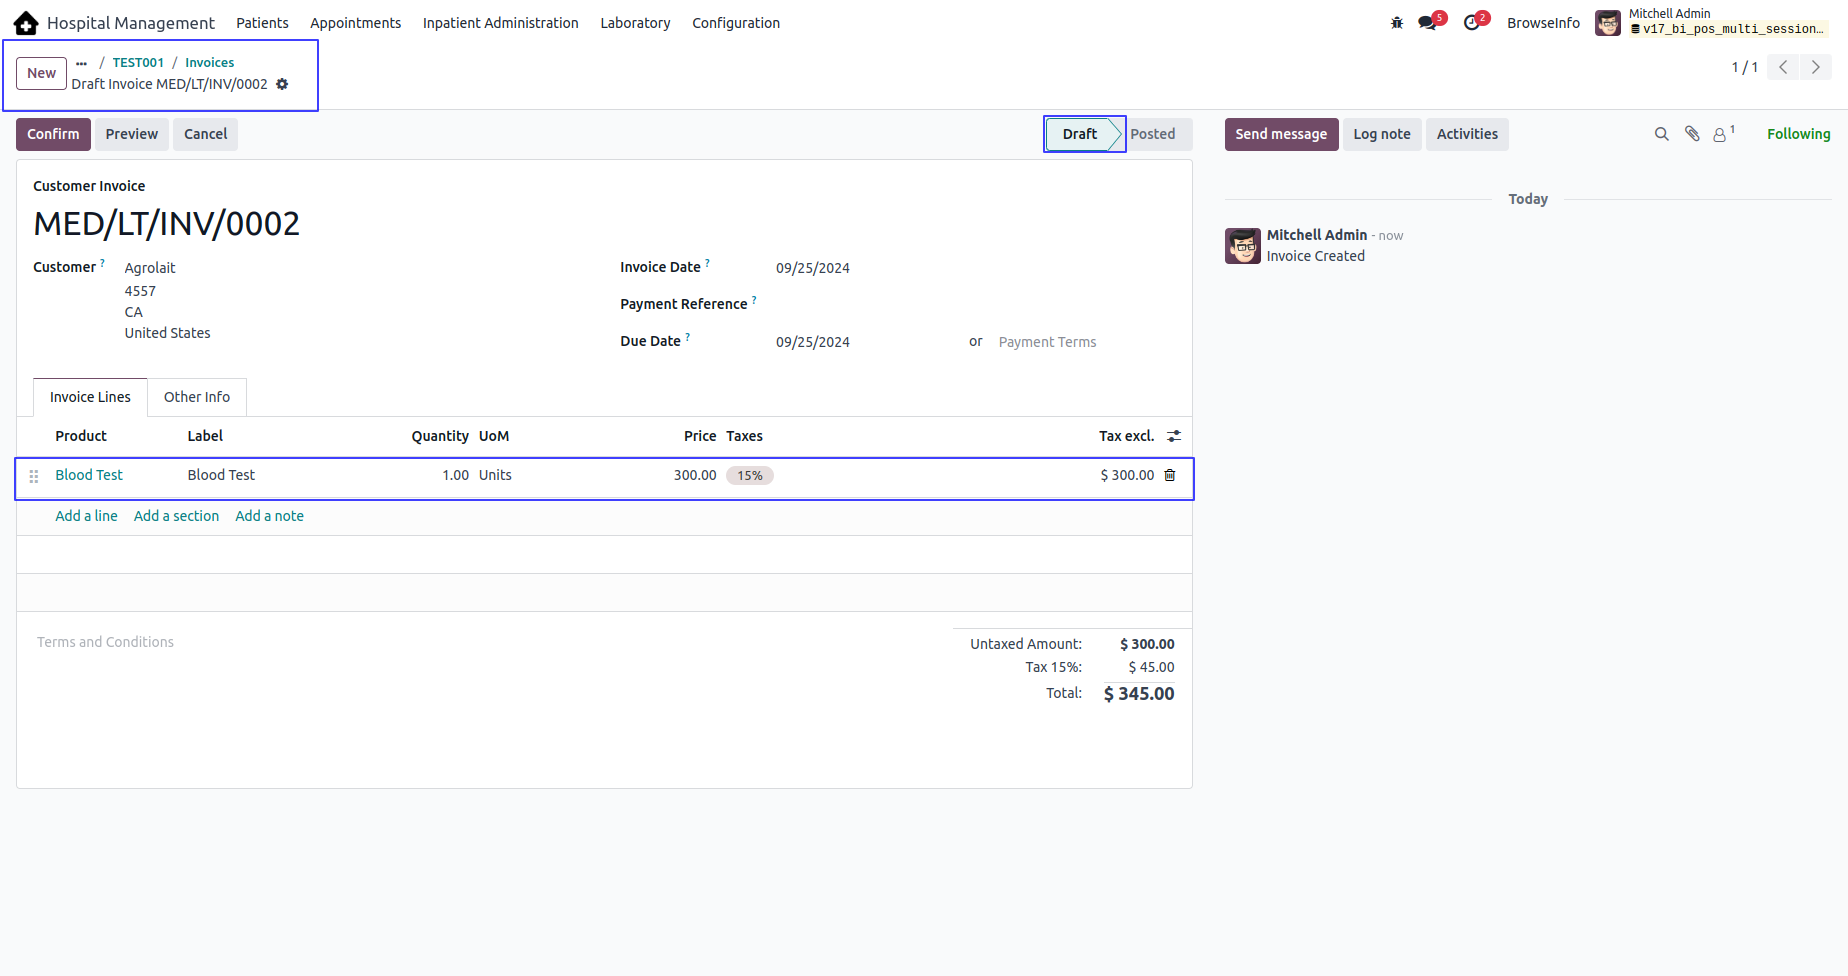 Hospital Management Patients Appointments Inpatient Administration Laboratory Configuration 5 2 BrowseInfo Mitchell Admin
v17_bi_pos_multi_session...
New ... / TEST001 / Invoices
Draft Invoice MED/LT/INV/0002
1 / 1
Confirm Preview Cancel Draft Posted Send message Log note Activities 1 Following
Customer Invoice
MED/LT/INV/0002
Today
Mitchell Admin - now
Invoice Created
Customer ? Agrolait Invoice Date ? 09/25/2024
4557
CA Payment Reference ?
United States
Due Date ? 09/25/2024 or Payment Terms
Invoice Lines Other Info
Product Label Quantity UoM Price Taxes Tax excl.
Blood Test Blood Test 1.00 Units 300.00 15% $ 300.00
Add a line Add a section Add a note
Terms and Conditions
Untaxed Amount: $ 300.00
Tax 15%: $ 45.00
Total: $ 345.00